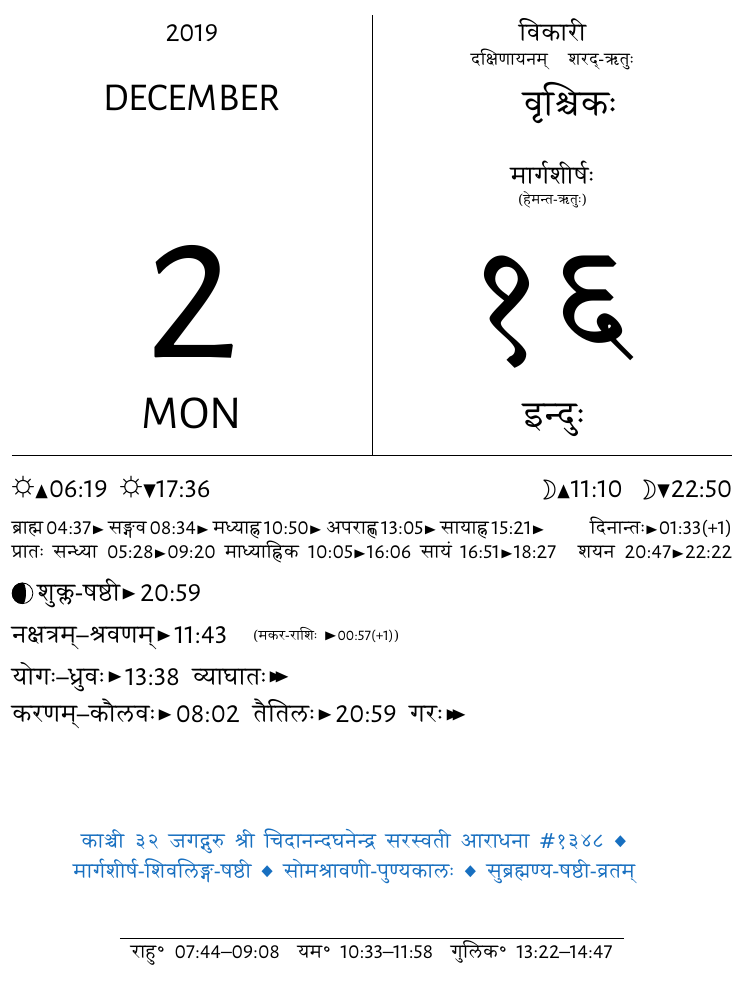 2019
DECEMBER
2
MON
विकारी
दक्षिणायनम् शरद्-ऋतुः
वृश्चिकः
मार्गशीर्षः
(हेमन्त-ऋतुः)
१६
इन्दुः
☼▲06:19 ☼▼17:36 ☽▲11:10 ☽▼22:50
ब्राह्म 04:37► सङ्गव 08:34► मध्याह्न 10:50► अपराह्ण 13:05► सायाह्न 15:21► दिनान्तः►01:33(+1)
प्रातः सन्ध्या 05:28►09:20 माध्याह्निक 10:05►16:06 सायं 16:51►18:27 शयन 20:47►22:22
शुक्ल-षष्ठी► 20:59
नक्षत्रम्–श्रवणम्►11:43 (मकर-राशिः ►00:57(+1))
योगः–ध्रुवः►13:38 व्याघातः►►
करणम्–कौलवः►08:02 तैतिलः►20:59 गरः►►
काञ्ची ३२ जगद्गुरु श्री चिदानन्दघनेन्द्र सरस्वती आराधना #१३४८ ◆
मार्गशीर्ष-शिवलिङ्ग-षष्ठी ◆ सोमश्रावणी-पुण्यकालः ◆ सुब्रह्मण्य-षष्ठी-व्रतम्
राहु° 07:44–09:08 यम° 10:33–11:58 गुलिक° 13:22–14:47